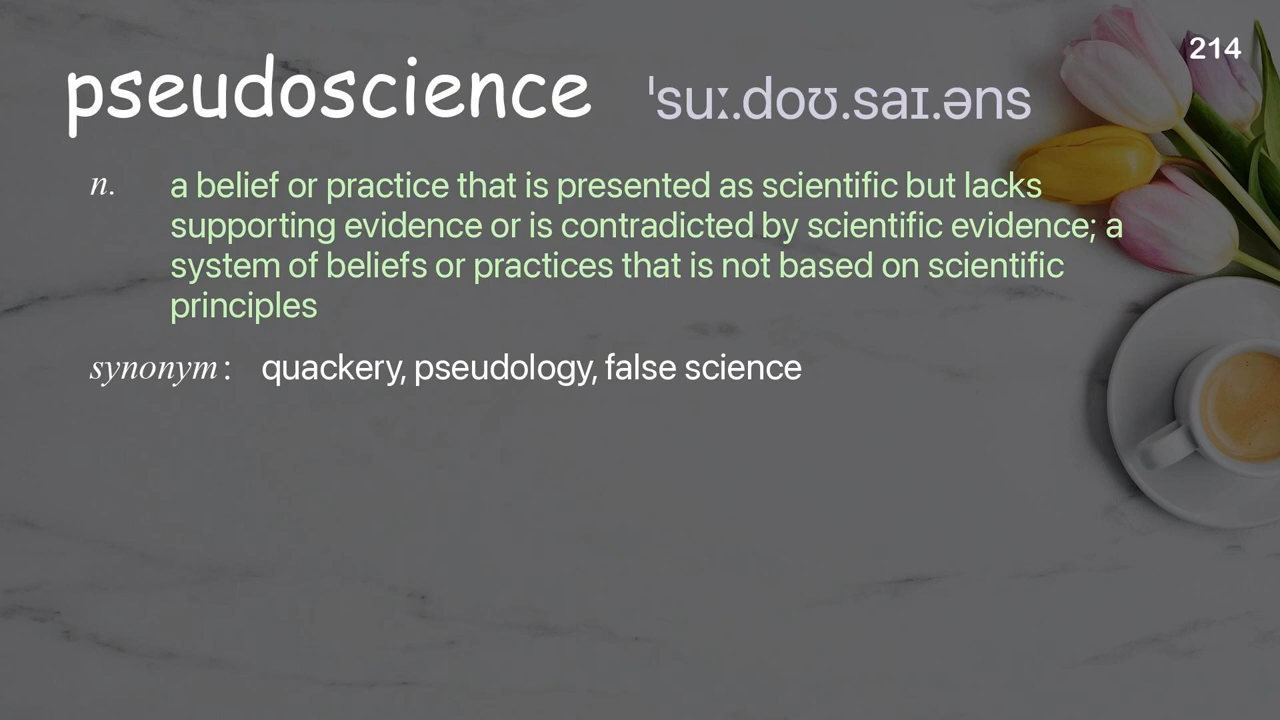 214
pseudoscience ˈsuː.doʊ.saɪ.əns
n. a belief or practice that is presented as scientific but lacks
supporting evidence or is contradicted by scientific evidence; a
system of beliefs or practices that is not based on scientific
principles
synonym : quackery, pseudology, false science